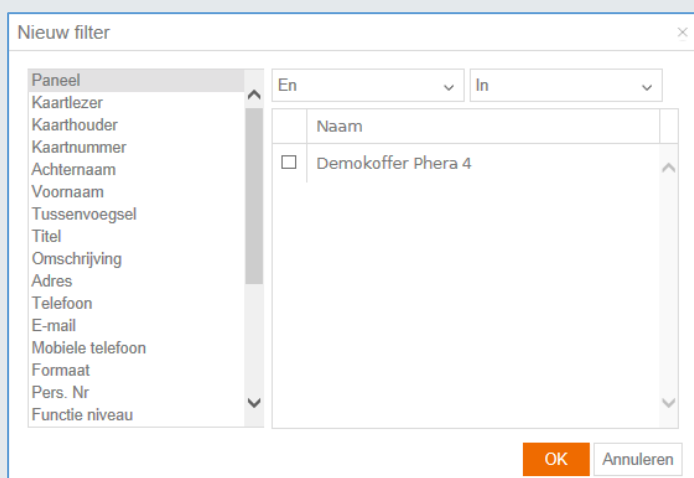 Nieuw filter
Paneel
Kaartlezer
Kaarthouder
Kaartnummer
Achternaam
Voornaam
Tussenvoegsel
Titel
Omschrijving
Adres
Telefoon
E-mail
Mobiele telefoon
Formaat
Pers. Nr
Functie niveau
En
In
Naam
Demokoffer Phera 4
OK
Annuleren